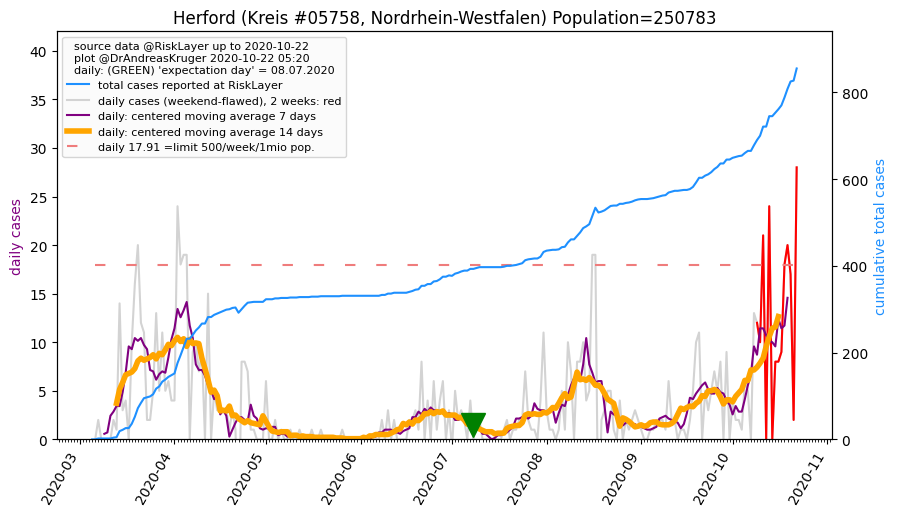 Herford (Kreis #05758, Nordrhein-Westfalen) Population=250783
source data @RiskLayer up to 2020-10-22
plot @DrAndreasKruger 2020-10-22 05:20
daily: (GREEN) 'expectation day' = 08.07.2020
total cases reported at RiskLayer
daily cases (weekend-flawed), 2 weeks: red
daily: centered moving average 7 days
daily: centered moving average 14 days
daily 17.91 =limit 500/week/1mio pop.
daily cases
40
35
30
25
20
15
10
5
0
cumulative total cases
800
600
400
200
0
2020-03
2020-04
2020-05
2020-06
2020-07
2020-08
2020-09
2020-10
2020-11